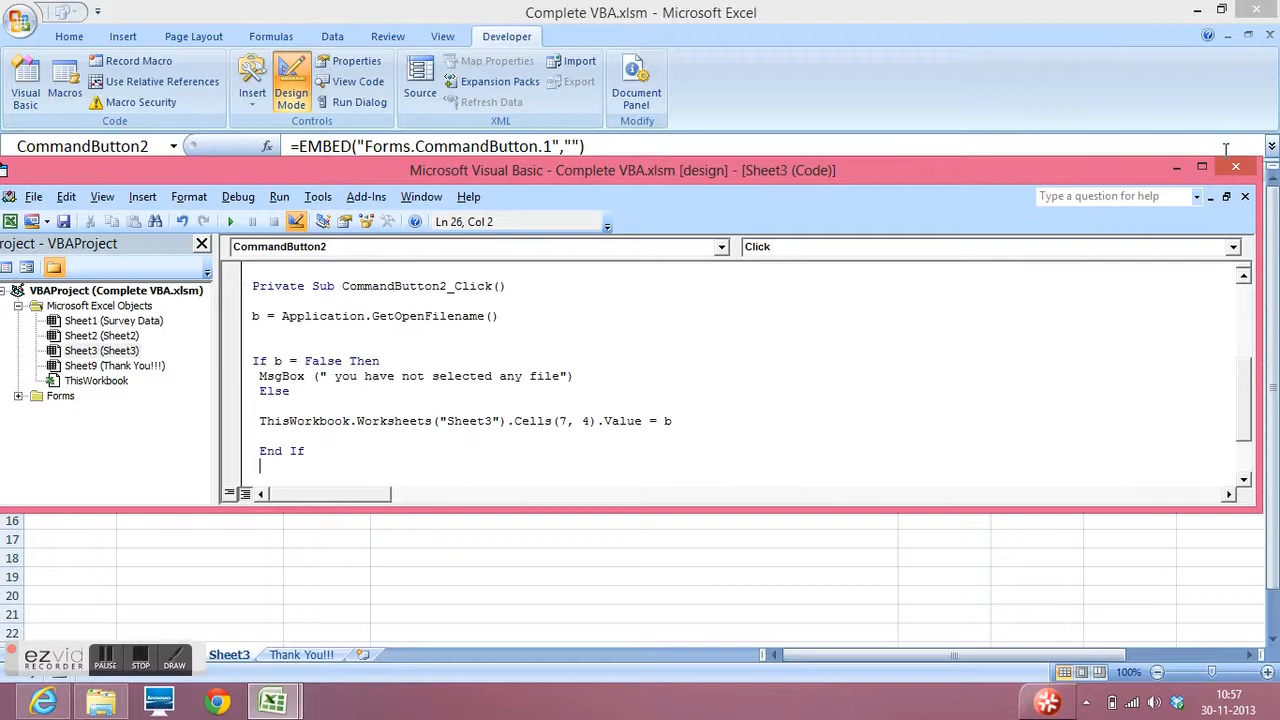 Complete VBA.xlsm - Microsoft Excel
Home Insert Page Layout Formulas Data Review View Developer
Visual Basic
Macros
Record Macro
Use Relative References
Macro Security
Code
Insert
Design Mode
Properties
View Code
Run Dialog
Controls
Source
Map Properties
Expansion Packs
Refresh Data
Import
Export
XML
Document Panel
Modify
CommandButton2 fx =EMBED("Forms.CommandButton.1","")
Microsoft Visual Basic - Complete VBA.xlsm [design] - [Sheet3 (Code)]
File Edit View Insert Format Debug Run Tools Add-Ins Window Help Type a question for help
Ln 26, Col 2
roject - VBAProject
CommandButton2 Click
VBAProject (Complete VBA.xlsm)
Microsoft Excel Objects
Sheet1 (Survey Data)
Sheet2 (Sheet2)
Sheet3 (Sheet3)
Sheet9 (Thank You!!!)
ThisWorkbook
Forms
Private Sub CommandButton2_Click()
b = Application.GetOpenFilename()
If b = False Then
MsgBox (" you have not selected any file")
Else
ThisWorkbook.Worksheets("Sheet3").Cells(7, 4).Value = b
End If
16
17
18
19
20
21
22
ezvid
RECORDER
PAUSE STOP DRAW
Sheet3 Thank You!!!
100%
10:57
30-11-2013